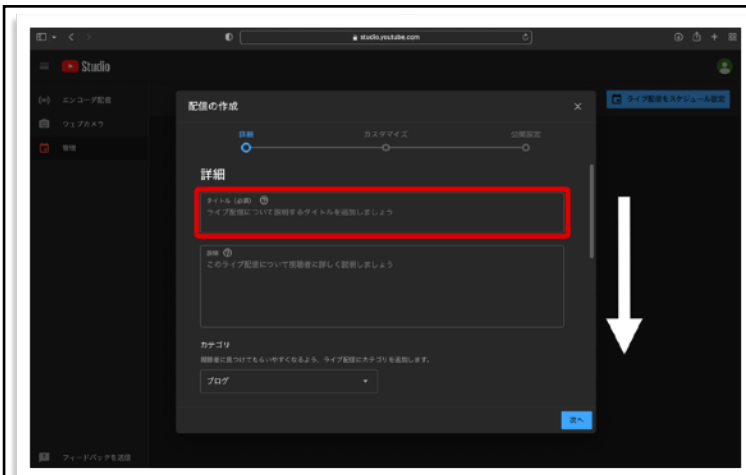 studio.youtube.com
Studio
エンコーダ配信
ウェブカメラ
管理
ライブ配信をスケジュール設定
配信の作成
詳細
カスタマイズ
公開設定
詳細
タイトル（必須）
ライブ配信について説明するタイトルを追加しましょう
説明
このライブ配信について視聴者に詳しく説明しましょう
カテゴリ
視聴者に見つけてもらいやすくなるよう、ライブ配信にカテゴリを追加します。
ブログ
次へ
フィードバックを送信